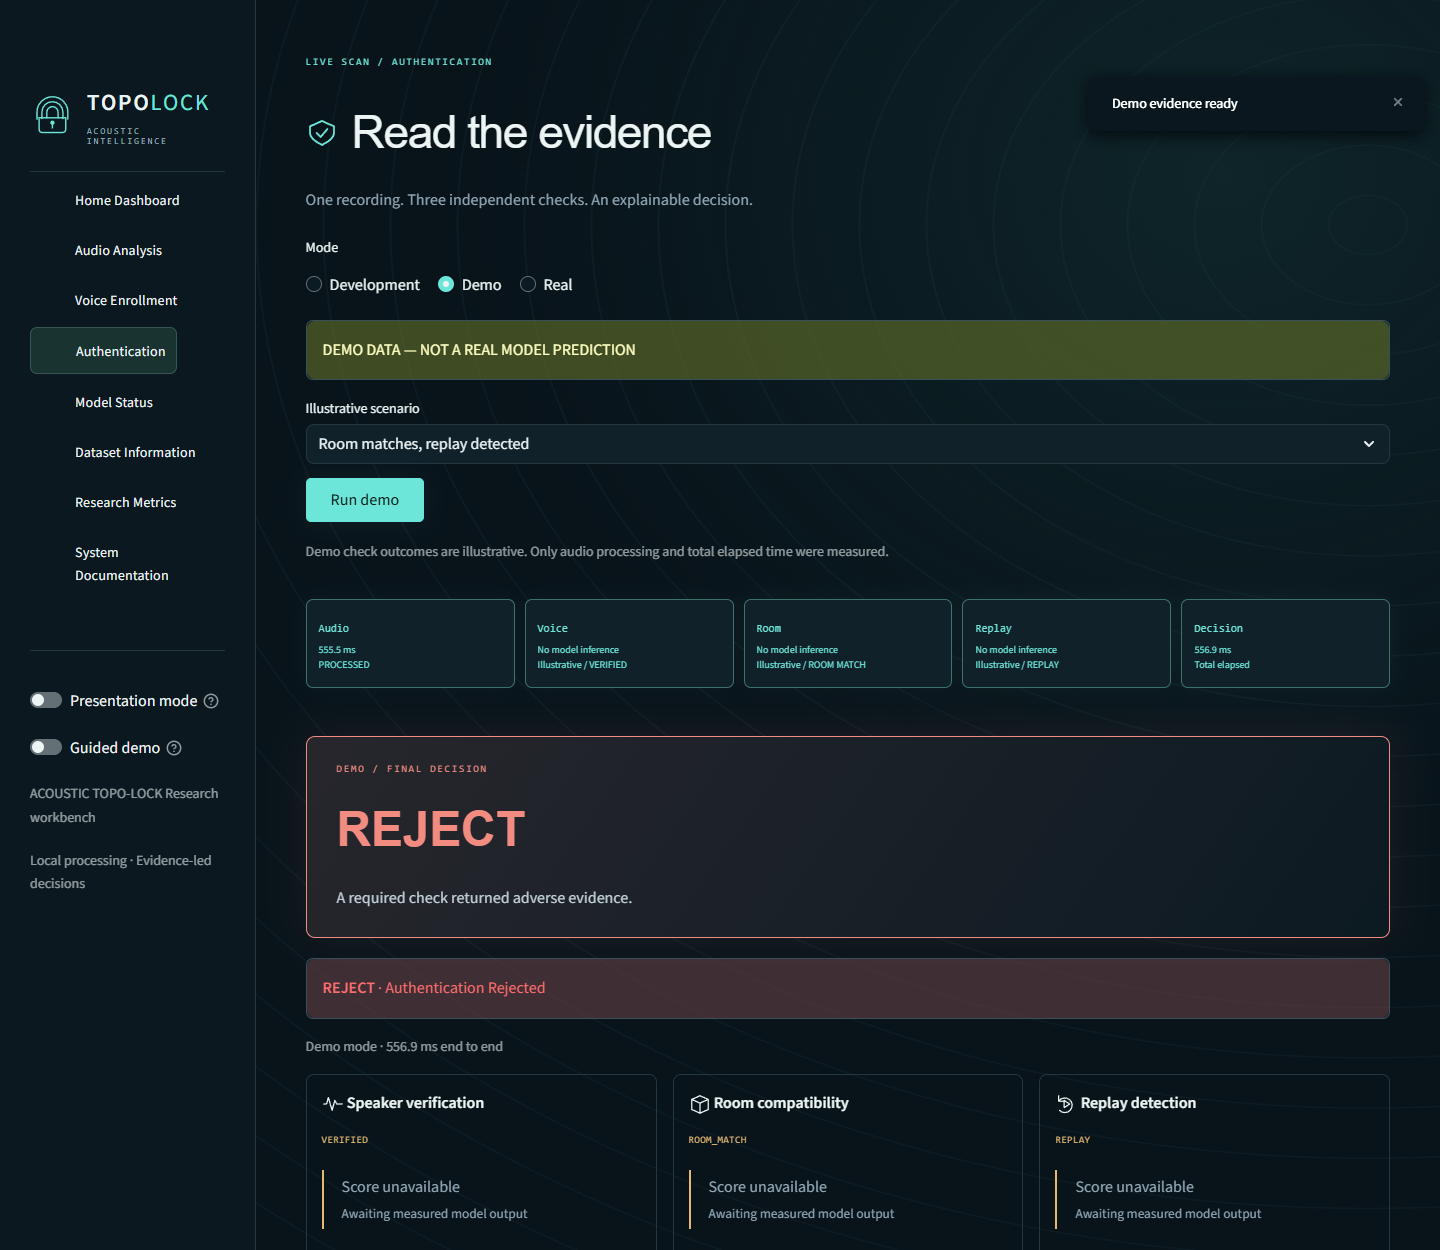 TOPOLOCK
ACOUSTIC
INTELLIGENCE
Home Dashboard
Audio Analysis
Voice Enrollment
Authentication
Model Status
Dataset Information
Research Metrics
System
Documentation
Presentation mode
Guided demo
ACOUSTIC TOPO-LOCK Research
workbench
Local processing · Evidence-led
decisions
LIVE SCAN / AUTHENTICATION
Demo evidence ready
Read the evidence
One recording. Three independent checks. An explainable decision.
Mode
Development Demo Real
DEMO DATA — NOT A REAL MODEL PREDICTION
Illustrative scenario
Room matches, replay detected
Run demo
Demo check outcomes are illustrative. Only audio processing and total elapsed time were measured.
Audio
555.5 ms
PROCESSED
Voice
No model inference
Illustrative / VERIFIED
Room
No model inference
Illustrative / ROOM MATCH
Replay
No model inference
Illustrative / REPLAY
Decision
556.9 ms
Total elapsed
DEMO / FINAL DECISION
REJECT
A required check returned adverse evidence.
REJECT · Authentication Rejected
Demo mode · 556.9 ms end to end
Speaker verification
VERIFIED
Score unavailable
Awaiting measured model output
Room compatibility
ROOM_MATCH
Score unavailable
Awaiting measured model output
Replay detection
REPLAY
Score unavailable
Awaiting measured model output